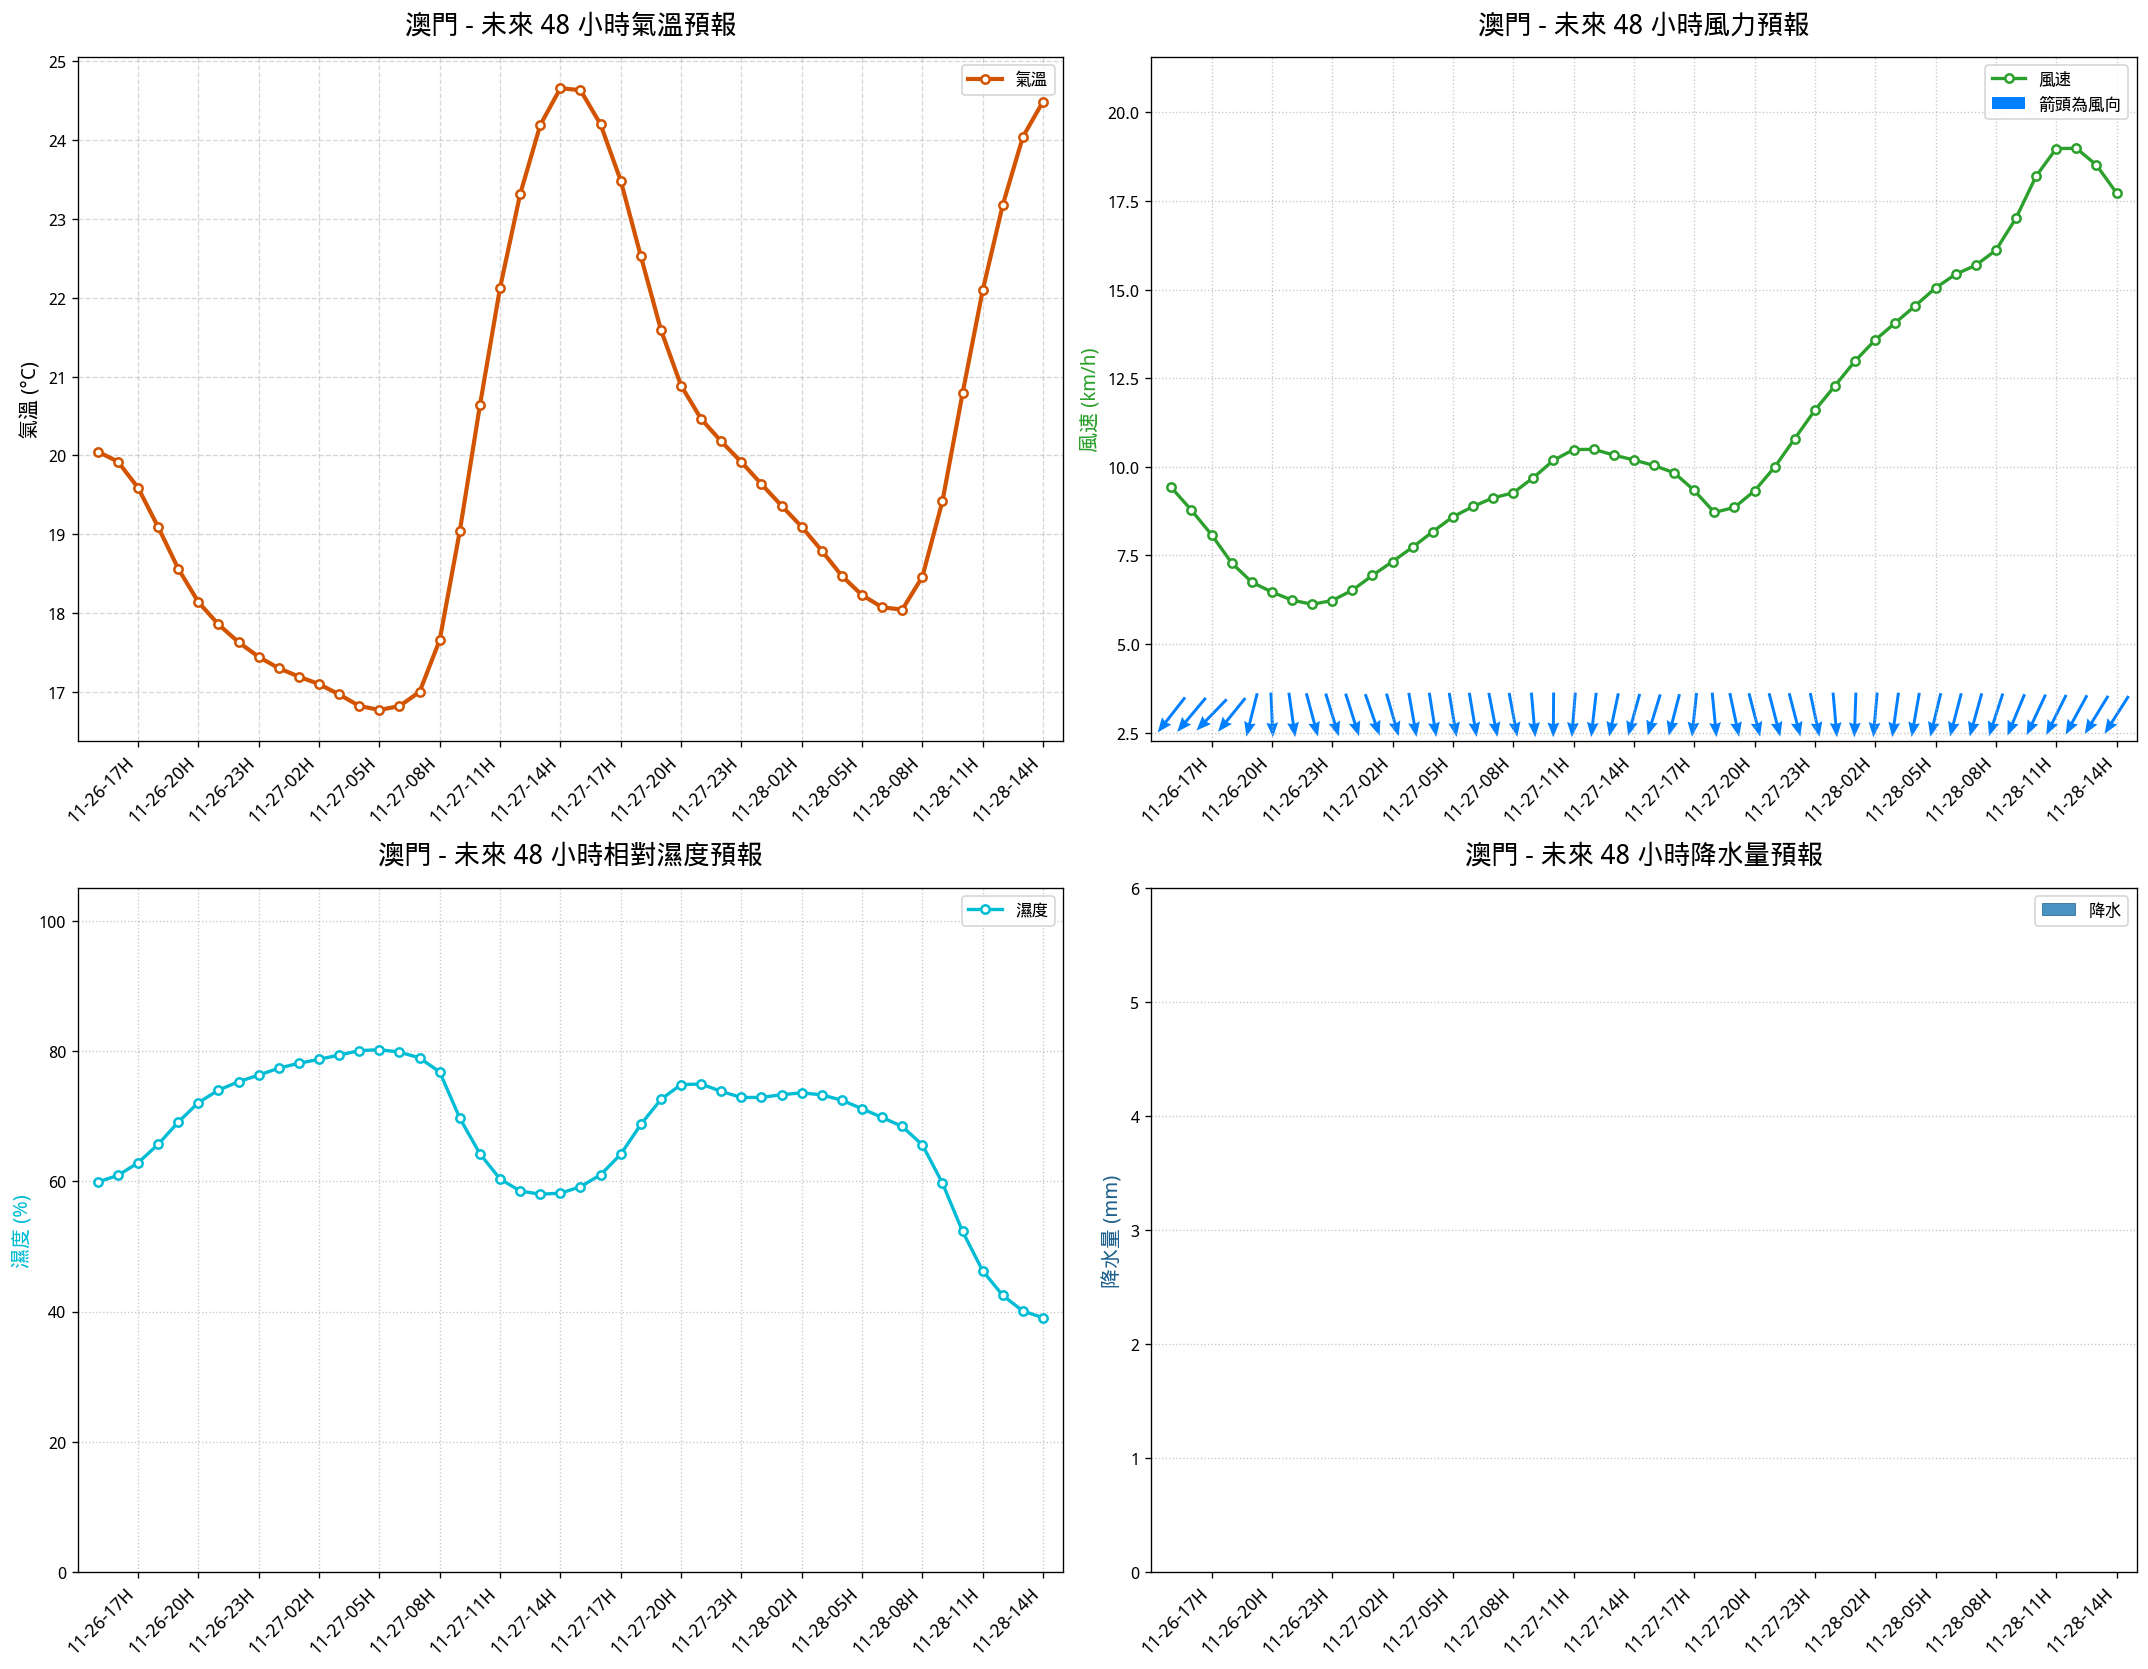 澳門 - 未來 48 小時氣溫預報
氣溫
氣溫 (°C)
25
24
23
22
21
20
19
18
17
11-26-17H
11-26-20H
11-26-23H
11-27-02H
11-27-05H
11-27-08H
11-27-11H
11-27-14H
11-27-17H
11-27-20H
11-27-23H
11-28-02H
11-28-05H
11-28-08H
11-28-11H
11-28-14H
澳門 - 未來 48 小時風力預報
風速
箭頭為風向
風速 (km/h)
20.0
17.5
15.0
12.5
10.0
7.5
5.0
2.5
11-26-17H
11-26-20H
11-26-23H
11-27-02H
11-27-05H
11-27-08H
11-27-11H
11-27-14H
11-27-17H
11-27-20H
11-27-23H
11-28-02H
11-28-05H
11-28-08H
11-28-11H
11-28-14H
澳門 - 未來 48 小時相對濕度預報
濕度
濕度 (%)
100
80
60
40
20
0
11-26-17H
11-26-20H
11-26-23H
11-27-02H
11-27-05H
11-27-08H
11-27-11H
11-27-14H
11-27-17H
11-27-20H
11-27-23H
11-28-02H
11-28-05H
11-28-08H
11-28-11H
11-28-14H
澳門 - 未來 48 小時降水量預報
降水
降水量 (mm)
6
5
4
3
2
1
0
11-26-17H
11-26-20H
11-26-23H
11-27-02H
11-27-05H
11-27-08H
11-27-11H
11-27-14H
11-27-17H
11-27-20H
11-27-23H
11-28-02H
11-28-05H
11-28-08H
11-28-11H
11-28-14H